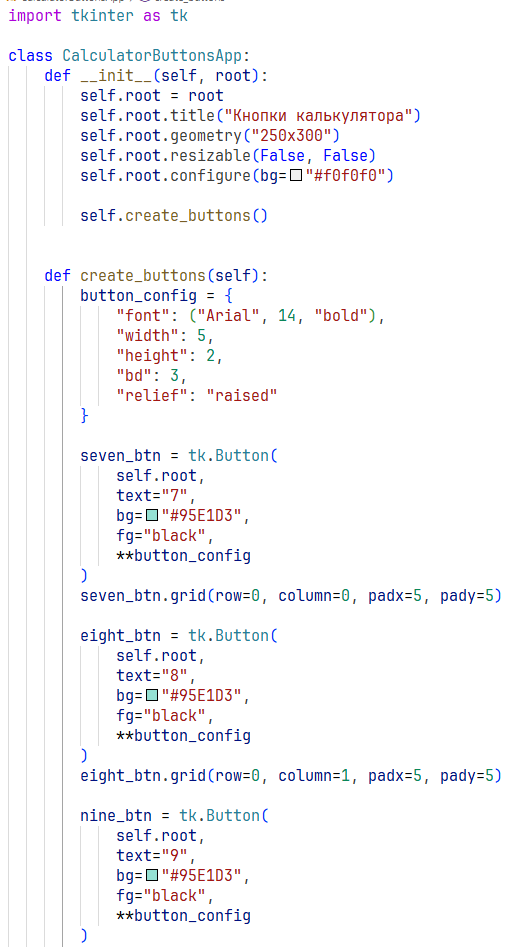 import tkinter as tk
class CalculatorButtonsApp:
    def __init__(self, root):
        self.root = root
        self.root.title("Кнопки калькулятора")
        self.root.geometry("250x300")
        self.root.resizable(False, False)
        self.root.configure(bg="#f0f0f0")
        self.create_buttons()
    def create_buttons(self):
        button_config = {
            "font": ("Arial", 14, "bold"),
            "width": 5,
            "height": 2,
            "bd": 3,
            "relief": "raised"
        }
        seven_btn = tk.Button(
            self.root,
            text="7",
            bg="#95E1D3",
            fg="black",
            **button_config
        )
        seven_btn.grid(row=0, column=0, padx=5, pady=5)
        eight_btn = tk.Button(
            self.root,
            text="8",
            bg="#95E1D3",
            fg="black",
            **button_config
        )
        eight_btn.grid(row=0, column=1, padx=5, pady=5)
        nine_btn = tk.Button(
            self.root,
            text="9",
            bg="#95E1D3",
            fg="black",
            **button_config
        )